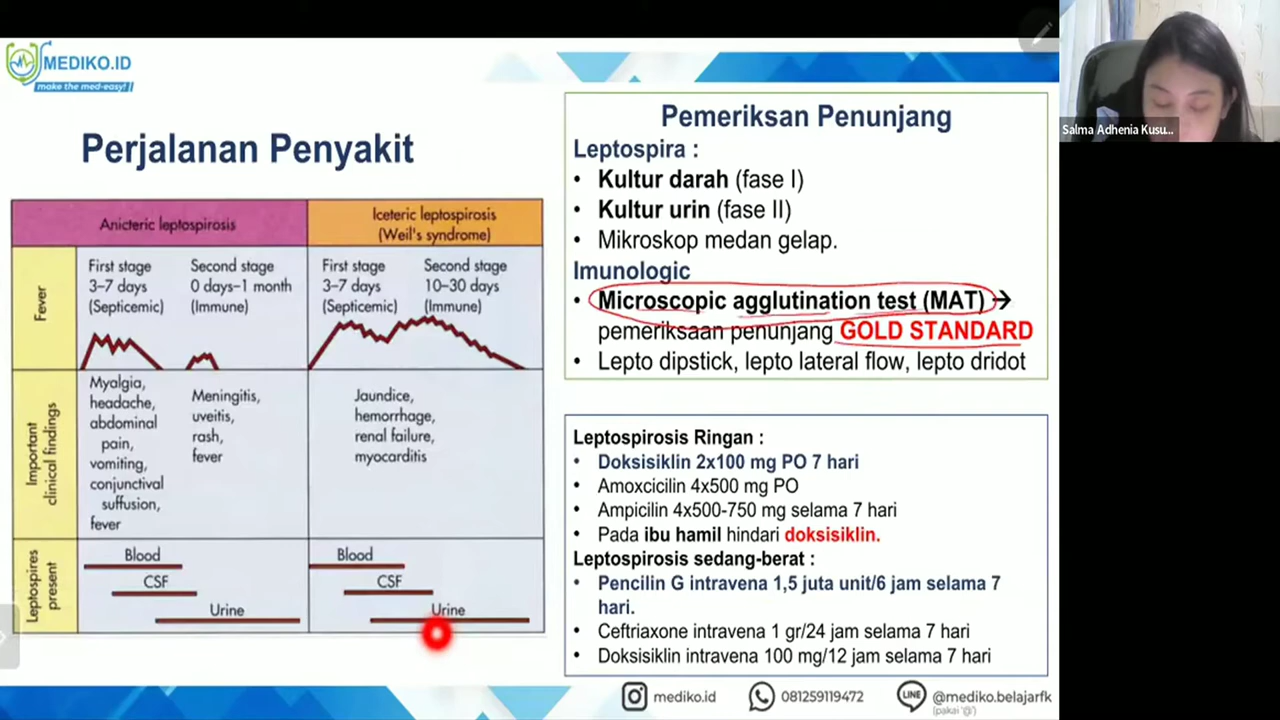 MEDIKO.ID
make the med-easy!
Perjalanan Penyakit
Anicteric leptospirosis
Iceteric leptospirosis
(Weil's syndrome)
Fever
First stage
3–7 days
(Septicemic)
Second stage
0 days–1 month
(Immune)
First stage
3–7 days
(Septicemic)
Second stage
10–30 days
(Immune)
Important
clinical findings
Myalgia,
headache,
abdominal
pain,
vomiting,
conjunctival
suffusion,
fever
Meningitis,
uveitis,
rash,
fever
Jaundice,
hemorrhage,
renal failure,
myocarditis
Leptospires
present
Blood
CSF
Urine
Blood
CSF
Urine
Pemeriksan Penunjang
Leptospira :
• Kultur darah (fase I)
• Kultur urin (fase II)
• Mikroskop medan gelap.
Imunologic
• Microscopic agglutination test (MAT) →
pemeriksaan penunjang GOLD STANDARD
• Lepto dipstick, lepto lateral flow, lepto dridot
Leptospirosis Ringan :
• Doksisiklin 2x100 mg PO 7 hari
• Amoxcicilin 4x500 mg PO
• Ampicilin 4x500-750 mg selama 7 hari
• Pada ibu hamil hindari doksisiklin.
Leptospirosis sedang-berat :
• Pencilin G intravena 1,5 juta unit/6 jam selama 7
hari.
• Ceftriaxone intravena 1 gr/24 jam selama 7 hari
• Doksisiklin intravena 100 mg/12 jam selama 7 hari
mediko.id
081259119472
LINE
@mediko.belajarfk
(pakai '@')
Salma Adhenia Kusu...